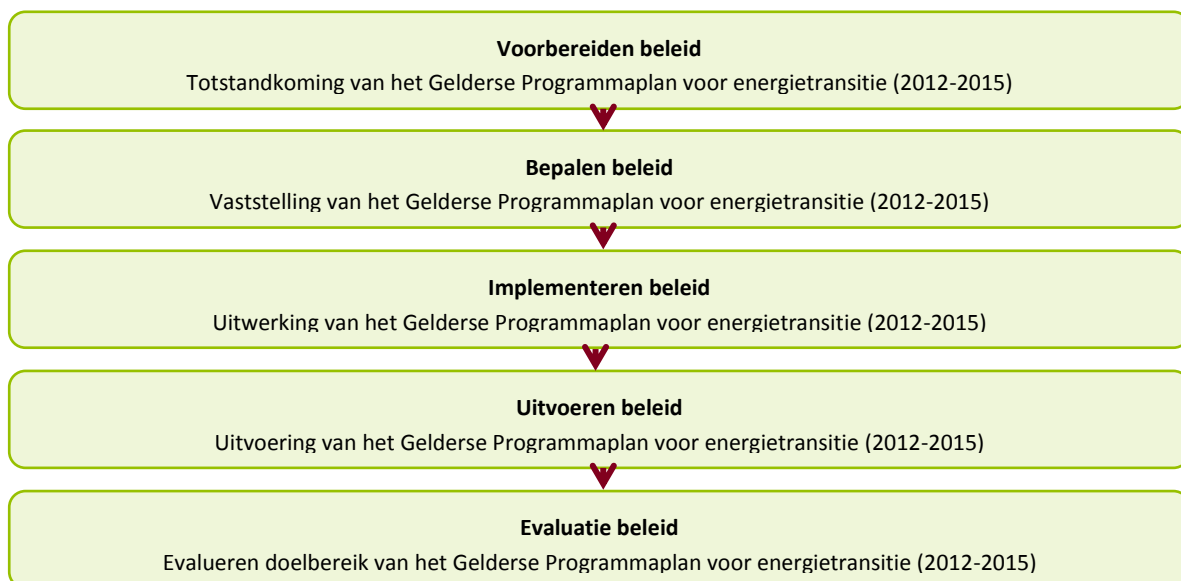 Voorbereiden beleid
Totstandkoming van het Gelderse Programmaplan voor energietransitie (2012-2015)
Bepalen beleid
Vaststelling van het Gelderse Programmaplan voor energietransitie (2012-2015)
Implementeren beleid
Uitwerking van het Gelderse Programmaplan voor energietransitie (2012-2015)
Uitvoeren beleid
Uitvoering van het Gelderse Programmaplan voor energietransitie (2012-2015)
Evaluatie beleid
Evalueren doelbereik van het Gelderse Programmaplan voor energietransitie (2012-2015)